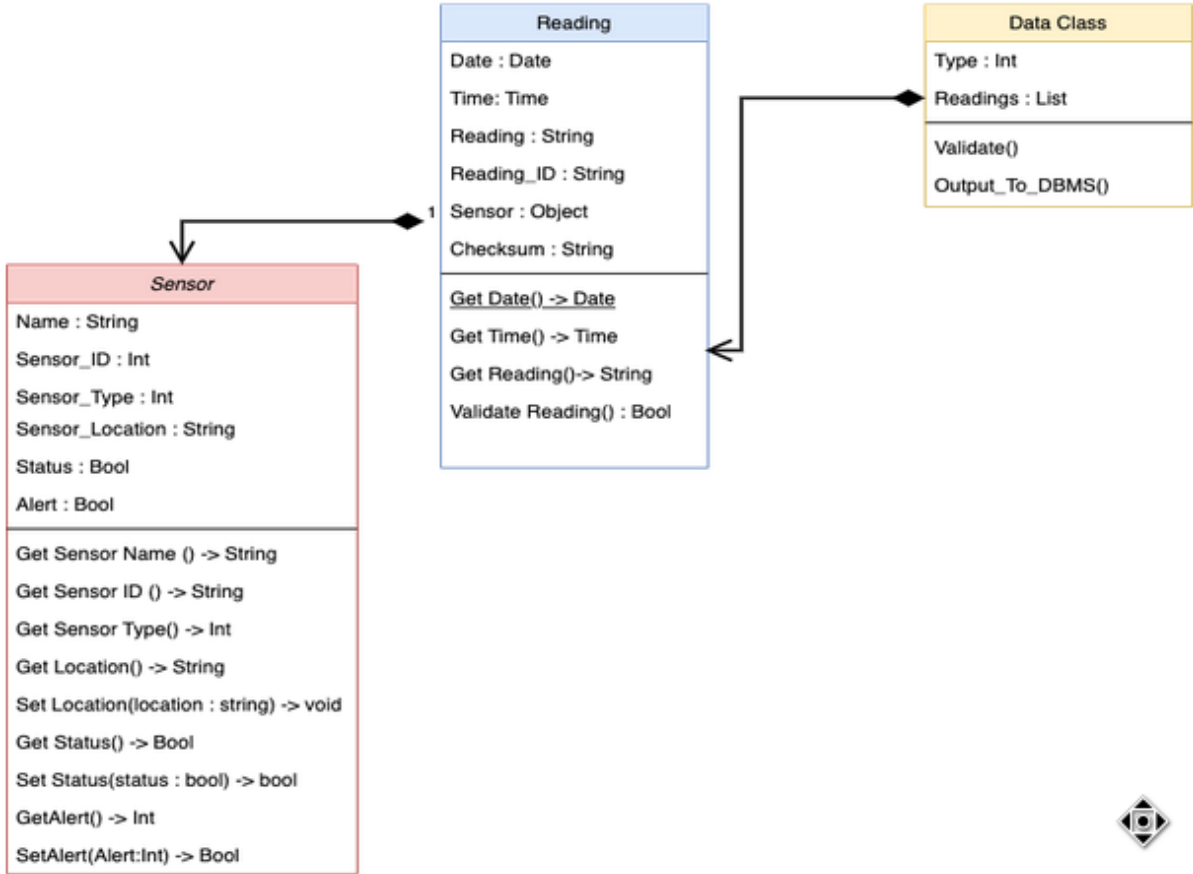 Reading
Date : Date
Time: Time
Reading : String
Reading_ID : String
1
Sensor : Object
Checksum : String
Get Date() -> Date
Get Time() -> Time
Get Reading()-> String
Validate Reading() : Bool
Data Class
Type : Int
Readings : List
Validate()
Output_To_DBMS()
Sensor
Name : String
Sensor_ID : Int
Sensor_Type : Int
Sensor_Location : String
Status : Bool
Alert : Bool
Get Sensor Name () -> String
Get Sensor ID () -> String
Get Sensor Type() -> Int
Get Location() -> String
Set Location(location : string) -> void
Get Status() -> Bool
Set Status(status : bool) -> bool
GetAlert() -> Int
SetAlert(Alert:Int) -> Bool